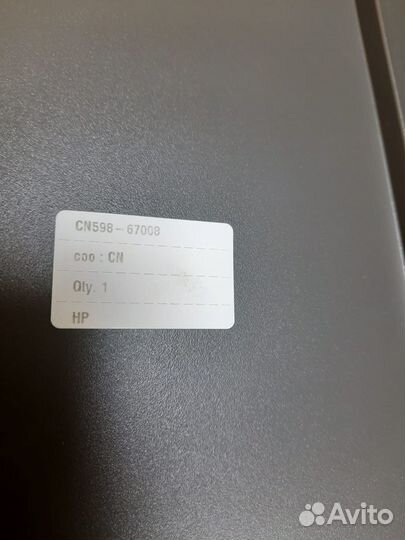 CN598-67008
coo : CN
Qty. 1
HP
Avito